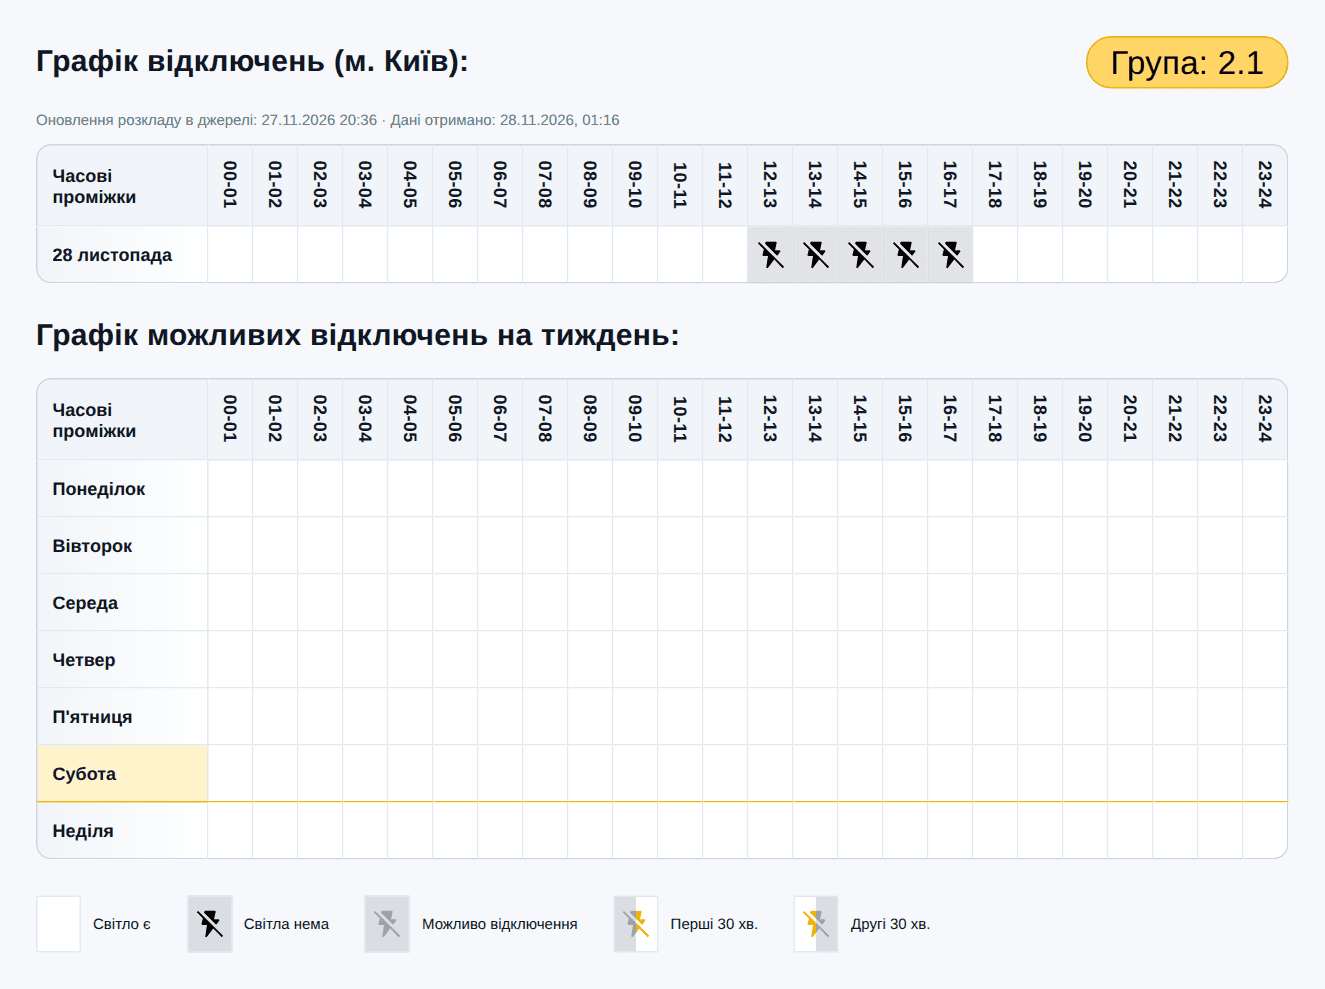 Графік відключень (м. Київ):
Група: 2.1
Оновлення розкладу в джерелі: 27.11.2026 20:36 · Дані отримано: 28.11.2026, 01:16
Часові проміжки 00-01 01-02 02-03 03-04 04-05 05-06 06-07 07-08 08-09 09-10 10-11 11-12 12-13 13-14 14-15 15-16 16-17 17-18 18-19 19-20 20-21 21-22 22-23 23-24
28 листопада
Графік можливих відключень на тиждень:
Часові проміжки 00-01 01-02 02-03 03-04 04-05 05-06 06-07 07-08 08-09 09-10 10-11 11-12 12-13 13-14 14-15 15-16 16-17 17-18 18-19 19-20 20-21 21-22 22-23 23-24
Понеділок
Вівторок
Середа
Четвер
П'ятниця
Субота
Неділя
Світло є Світла нема Можливо відключення Перші 30 хв. Другі 30 хв.